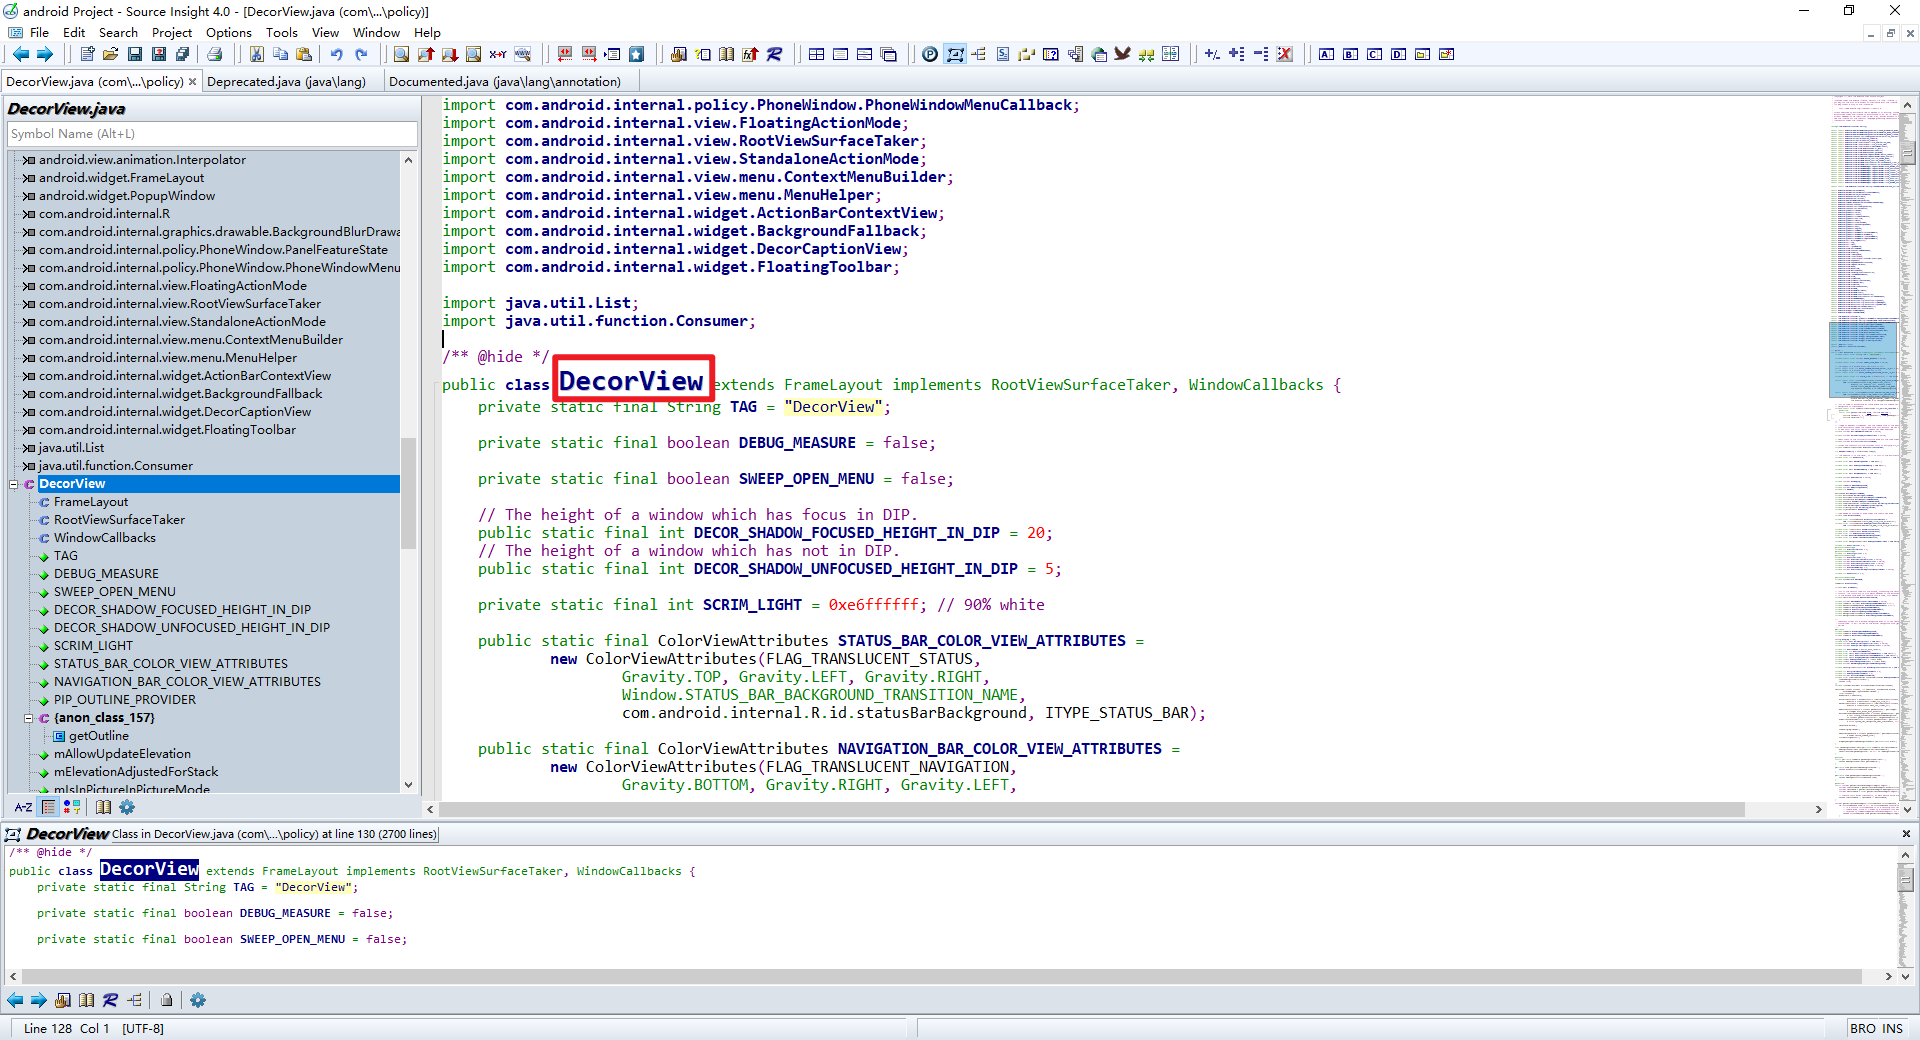 android Project - Source Insight 4.0 - [DecorView.java (com\...\policy)]
File Edit Search Project Options Tools View Window Help
DecorView.java (com\...\policy) Deprecated.java (java\lang) Documented.java (java\lang\annotation)
DecorView.java
Symbol Name (Alt+L)
android.view.animation.Interpolator
android.widget.FrameLayout
android.widget.PopupWindow
com.android.internal.R
com.android.internal.graphics.drawable.BackgroundBlurDrawa
com.android.internal.policy.PhoneWindow.PanelFeatureState
com.android.internal.policy.PhoneWindow.PhoneWindowMenu
com.android.internal.view.FloatingActionMode
com.android.internal.view.RootViewSurfaceTaker
com.android.internal.view.StandaloneActionMode
com.android.internal.view.menu.ContextMenuBuilder
com.android.internal.view.menu.MenuHelper
com.android.internal.widget.ActionBarContextView
com.android.internal.widget.BackgroundFallback
com.android.internal.widget.DecorCaptionView
com.android.internal.widget.FloatingToolbar
java.util.List
java.util.function.Consumer
DecorView
FrameLayout
RootViewSurfaceTaker
WindowCallbacks
TAG
DEBUG_MEASURE
SWEEP_OPEN_MENU
DECOR_SHADOW_FOCUSED_HEIGHT_IN_DIP
DECOR_SHADOW_UNFOCUSED_HEIGHT_IN_DIP
SCRIM_LIGHT
STATUS_BAR_COLOR_VIEW_ATTRIBUTES
NAVIGATION_BAR_COLOR_VIEW_ATTRIBUTES
PIP_OUTLINE_PROVIDER
{anon_class_157}
getOutline
mAllowUpdateElevation
mElevationAdjustedForStack
mIsInPictureInPictureMode
A-Z
import com.android.internal.policy.PhoneWindow.PhoneWindowMenuCallback;
import com.android.internal.view.FloatingActionMode;
import com.android.internal.view.RootViewSurfaceTaker;
import com.android.internal.view.StandaloneActionMode;
import com.android.internal.view.menu.ContextMenuBuilder;
import com.android.internal.view.menu.MenuHelper;
import com.android.internal.widget.ActionBarContextView;
import com.android.internal.widget.BackgroundFallback;
import com.android.internal.widget.DecorCaptionView;
import com.android.internal.widget.FloatingToolbar;
import java.util.List;
import java.util.function.Consumer;
/** @hide */
public class DecorView extends FrameLayout implements RootViewSurfaceTaker, WindowCallbacks {
private static final String TAG = "DecorView";
private static final boolean DEBUG_MEASURE = false;
private static final boolean SWEEP_OPEN_MENU = false;
// The height of a window which has focus in DIP.
public static final int DECOR_SHADOW_FOCUSED_HEIGHT_IN_DIP = 20;
// The height of a window which has not in DIP.
public static final int DECOR_SHADOW_UNFOCUSED_HEIGHT_IN_DIP = 5;
private static final int SCRIM_LIGHT = 0xe6ffffff; // 90% white
public static final ColorViewAttributes STATUS_BAR_COLOR_VIEW_ATTRIBUTES =
new ColorViewAttributes(FLAG_TRANSLUCENT_STATUS,
Gravity.TOP, Gravity.LEFT, Gravity.RIGHT,
Window.STATUS_BAR_BACKGROUND_TRANSITION_NAME,
com.android.internal.R.id.statusBarBackground, ITYPE_STATUS_BAR);
public static final ColorViewAttributes NAVIGATION_BAR_COLOR_VIEW_ATTRIBUTES =
new ColorViewAttributes(FLAG_TRANSLUCENT_NAVIGATION,
Gravity.BOTTOM, Gravity.RIGHT, Gravity.LEFT,
DecorView Class in DecorView.java (com\...\policy) at line 130 (2700 lines)
/** @hide */
public class DecorView extends FrameLayout implements RootViewSurfaceTaker, WindowCallbacks {
private static final String TAG = "DecorView";
private static final boolean DEBUG_MEASURE = false;
private static final boolean SWEEP_OPEN_MENU = false;
Line 128 Col 1 [UTF-8]
BRO INS